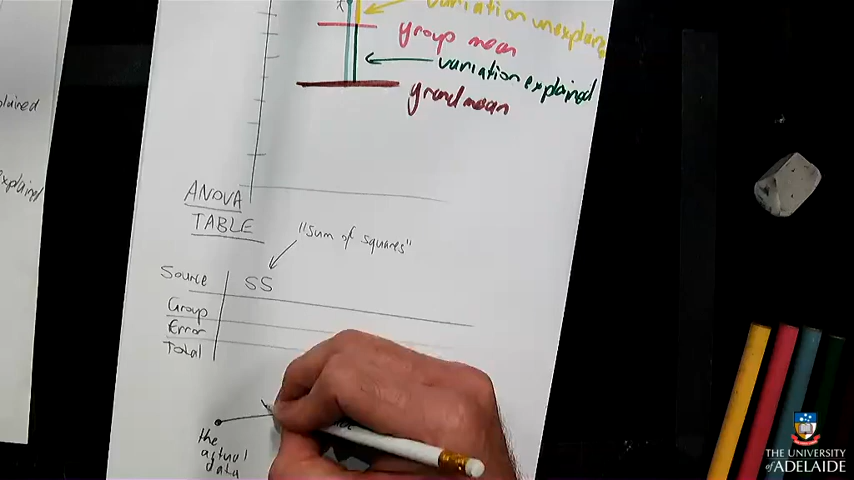 variation unexplained
group mean
variation explained
grand mean
plained
explained
ANOVA
TABLE
"Sum of squares"
Source SS
Group
Error
Total
the
actual
data
THE UNIVERSITY
of ADELAIDE